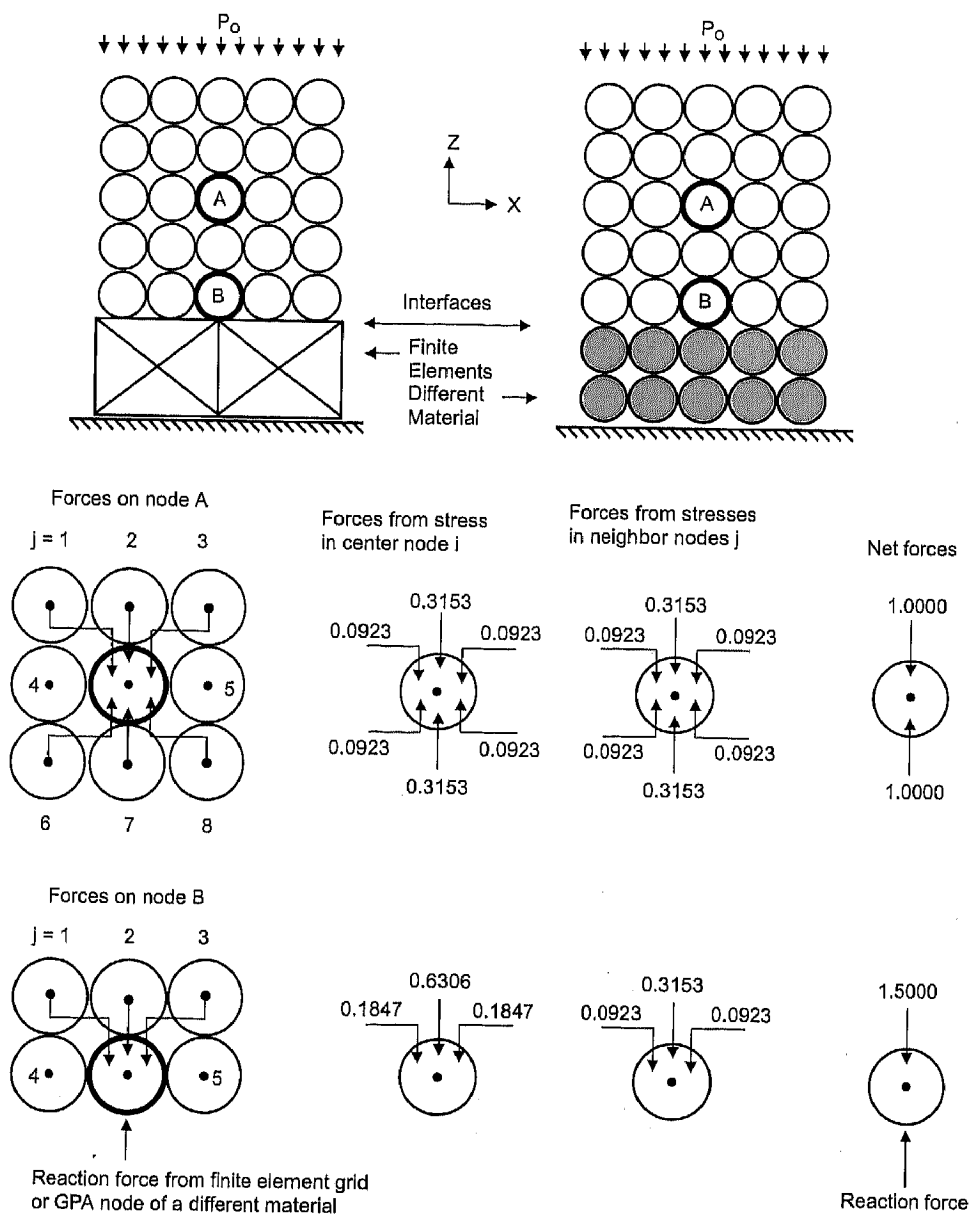 Po
Po
A
A
Z
X
B
B
Interfaces
Finite
Elements
Different
Material
Forces on node A
j = 1 2 3
4 5
6 7 8
Forces from stress
in center node i
0.3153
0.0923 0.0923
0.0923 0.0923
0.3153
Forces from stresses
in neighbor nodes j
0.3153
0.0923 0.0923
0.0923 0.0923
0.3153
Net forces
1.0000
1.0000
Forces on node B
j = 1 2 3
4 5
Reaction force from finite element grid
or GPA node of a different material
0.6306
0.1847 0.1847
0.3153
0.0923 0.0923
1.5000
Reaction force